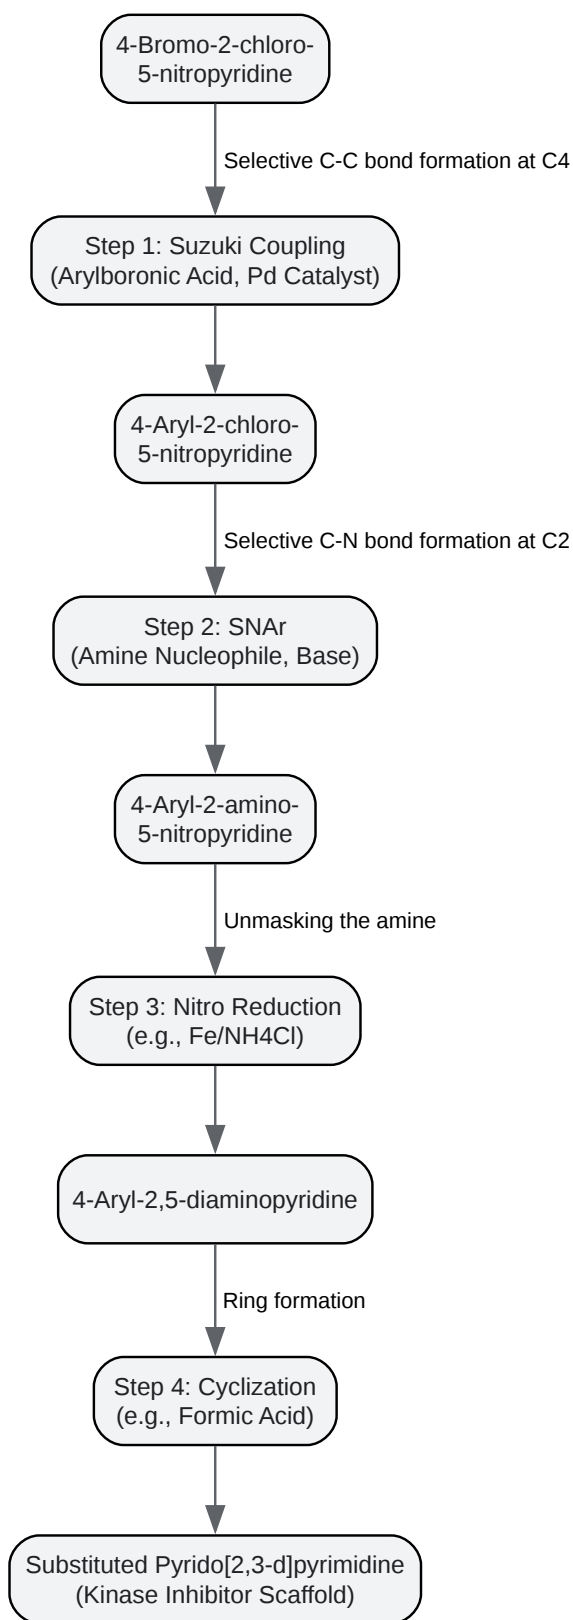 4-Bromo-2-chloro-
5-nitropyridine
Selective C-C bond formation at C4
Step 1: Suzuki Coupling
(Arylboronic Acid, Pd Catalyst)
4-Aryl-2-chloro-
5-nitropyridine
Selective C-N bond formation at C2
Step 2: SNAr
(Amine Nucleophile, Base)
4-Aryl-2-amino-
5-nitropyridine
Unmasking the amine
Step 3: Nitro Reduction
(e.g., Fe/NH4Cl)
4-Aryl-2,5-diaminopyridine
Ring formation
Step 4: Cyclization
(e.g., Formic Acid)
Substituted Pyrido[2,3-d]pyrimidine
(Kinase Inhibitor Scaffold)